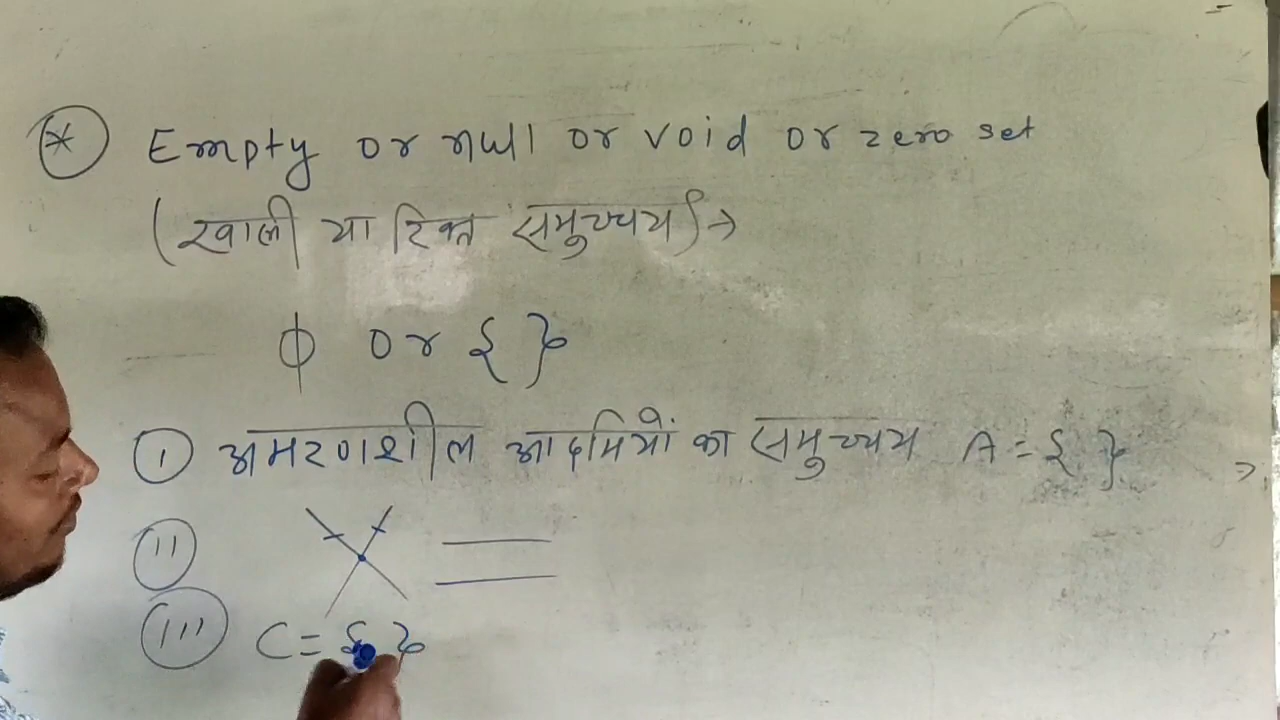 * Empty or null or void or zero set
(खाली या रिक्त समुच्चय) →
ϕ or { }
(i) अमरणशील आदमियों का समुच्चय A = { }
(ii)
(iii) C = { }